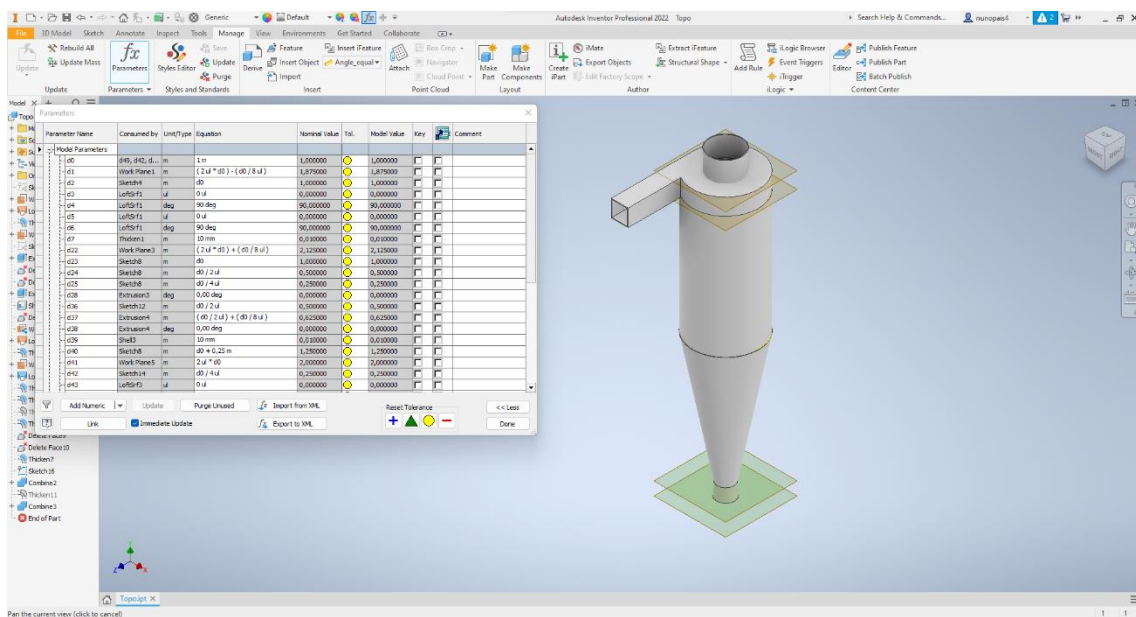 Generic
Default
Autodesk Inventor Professional 2022 Topo
Search Help & Commands...
nunopais4
2
File 3D Model Sketch Annotate Inspect Tools Manage View Environments Get Started Collaborate
Update
Rebuild All
Update Mass
Update
Parameters
Parameters
Styles Editor
Save
Update
Purge
Styles and Standards
Derive
Feature
Insert Object
Import
Insert iFeature
Angle_equal
Insert
Attach
Box Crop
Navigator
Cloud Point
Point Cloud
Make Part
Make Components
Layout
Create iPart
iMate
Export Objects
Edit Factory Scope
Extract iFeature
Structural Shape
Author
Add Rule
iLogic Browser
Event Triggers
iTrigger
iLogic
Editor
Publish Feature
Publish Part
Batch Publish
Content Center
Model
Topo
Parameters
Parameter Name Consumed by Unit/Type Equation Nominal Value Tol. Model Value Key Comment
Model Parameters
d0 d49, d42, d... m 1 m 1,000000 1,000000
d1 Work Plane1 m ( 2 ul * d0 ) - ( d0 / 8 ul ) 1,875000 1,875000
d2 Sketch4 m d0 1,000000 1,000000
d3 LoftSrf1 ul 0 ul 0,000000 0,000000
d4 LoftSrf1 deg 90 deg 90,000000 90,000000
d5 LoftSrf1 ul 0 ul 0,000000 0,000000
d6 LoftSrf1 deg 90 deg 90,000000 90,000000
d7 Thicken1 m 10 mm 0,010000 0,010000
d22 Work Plane3 m ( 2 ul * d0 ) + ( d0 / 8 ul ) 2,125000 2,125000
d23 Sketch8 m d0 1,000000 1,000000
d24 Sketch8 m d0 / 2 ul 0,500000 0,500000
d25 Sketch8 m d0 / 4 ul 0,250000 0,250000
d28 Extrusion3 deg 0,00 deg 0,000000 0,000000
d36 Sketch12 m d0 / 2 ul 0,500000 0,500000
d37 Extrusion4 m ( d0 / 2 ul ) + ( d0 / 8 ul ) 0,625000 0,625000
d38 Extrusion4 deg 0,00 deg 0,000000 0,000000
d39 Shell3 m 10 mm 0,010000 0,010000
d40 Sketch8 m d0 + 0,25 m 1,250000 1,250000
d41 Work Plane5 m 2 ul * d0 2,000000 2,000000
d42 Sketch14 m d0 / 4 ul 0,250000 0,250000
d43 LoftSrf3 ul 0 ul 0,000000 0,000000
Add Numeric Update Purge Unused Import from XML Reset Tolerance << Less
Link Immediate Update Export to XML Done
Delete Face10
Thicken7
Sketch16
Combine2
Thicken11
Combine3
End of Part
Topo.ipt
Pan the current view (click to cancel)
1 1